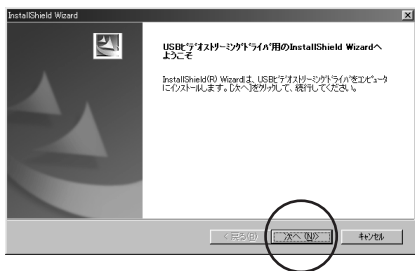 InstallShield Wizard
USBﾋﾞﾃﾞｵｽﾄﾘｰﾐﾝｸﾞﾄﾞﾗｲﾊﾞ用のInstallShield Wizardへ
ようこそ
InstallShield(R) Wizardは、USBﾋﾞﾃﾞｵｽﾄﾘｰﾐﾝｸﾞﾄﾞﾗｲﾊﾞをｺﾝﾋﾟｭｰﾀ
にｲﾝｽﾄｰﾙします。[次へ]をｸﾘｯｸして、続行してください。
< 戻る(B) 次へ (N)> ｷｬﾝｾﾙ